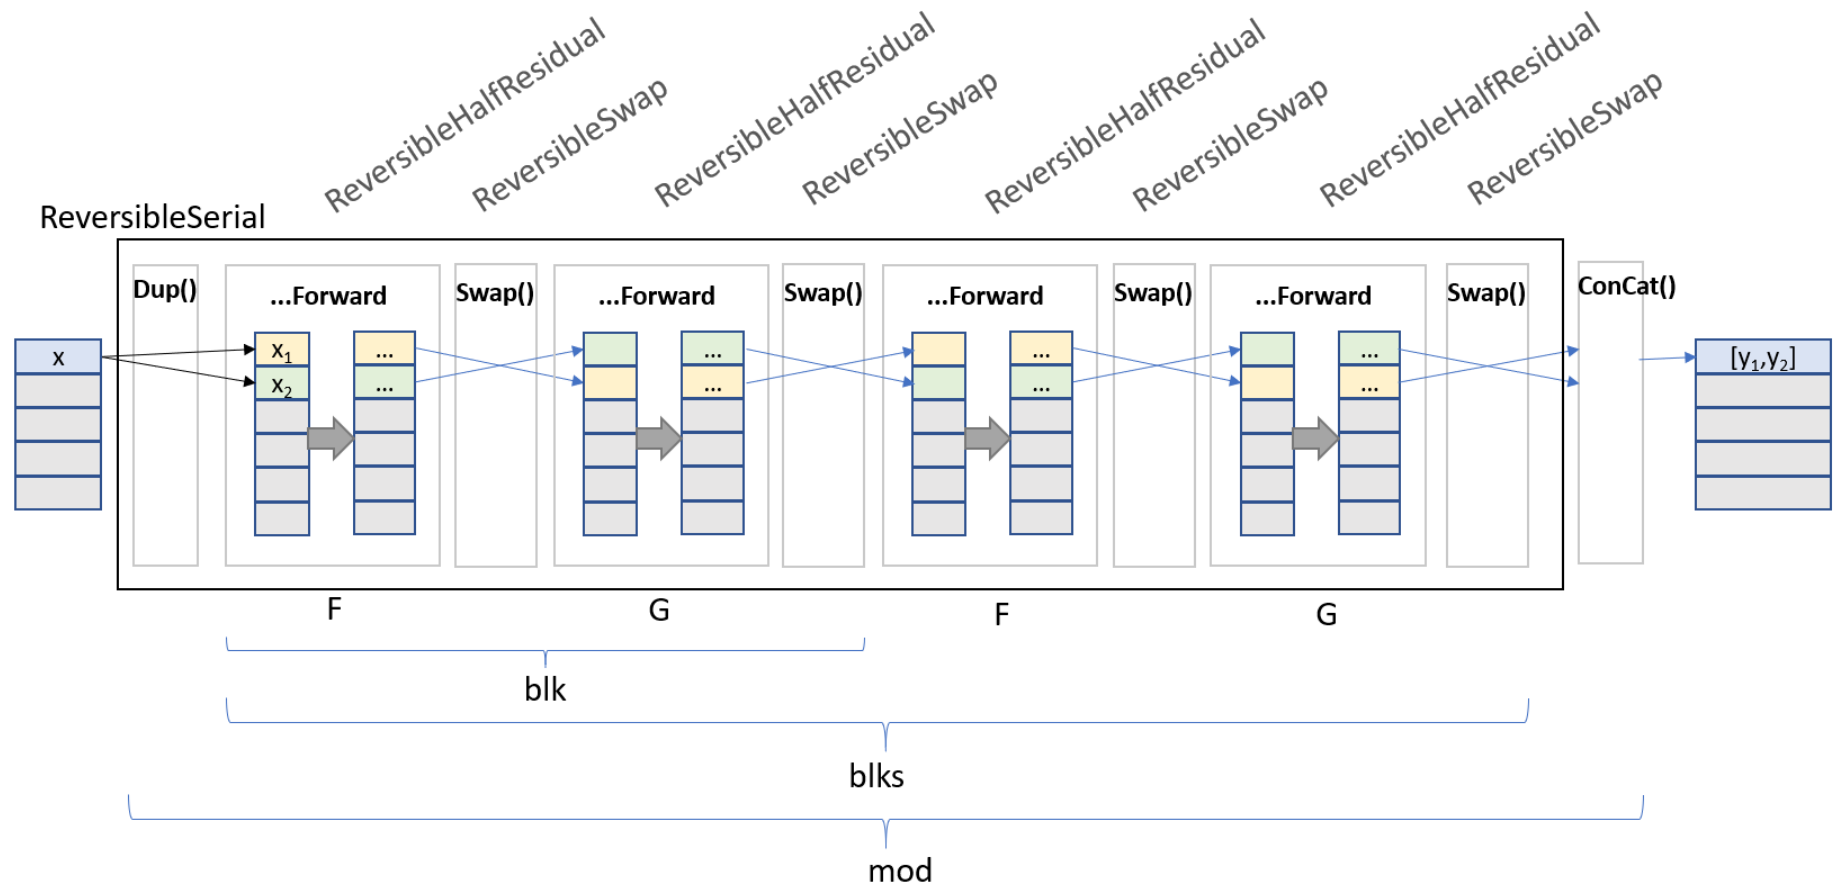 ReversibleHalfResidual
ReversibleSwap
ReversibleHalfResidual
ReversibleSwap
ReversibleHalfResidual
ReversibleSwap
ReversibleHalfResidual
ReversibleSwap
ReversibleSerial
Dup()
...Forward
Swap()
...Forward
Swap()
...Forward
Swap()
...Forward
Swap()
ConCat()
x
x₁
...
...
...
...
[y₁,y₂]
x₂
...
...
...
...
F
G
F
G
blk
blks
mod